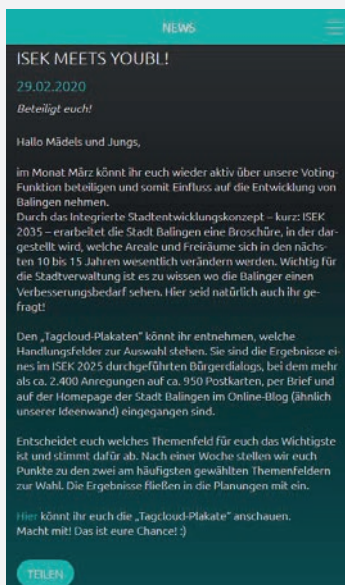 NEWS
ISEK MEETS YOUBL!
29.02.2020
Beteiligt euch!
Hallo Mädels und Jungs,
im Monat März könnt ihr euch wieder aktiv über unsere Voting-
Funktion beteiligen und somit Einfluss auf die Entwicklung von
Balingen nehmen.
Durch das Integrierte Stadtentwicklungskonzept – kurz: ISEK
2035 – erarbeitet die Stadt Balingen eine Broschüre, in der dar-
gestellt wird, welche Areale und Freiräume sich in den nächs-
ten 10 bis 15 Jahren wesentlich verändern werden. Wichtig für
die Stadtverwaltung ist es zu wissen wo die Balinger einen
Verbesserungsbedarf sehen. Hier seid natürlich auch ihr ge-
fragt!
Den „Tagcloud-Plakaten“ könnt ihr entnehmen, welche
Handlungsfelder zur Auswahl stehen. Sie sind die Ergebnisse ei-
nes im ISEK 2025 durchgeführten Bürgerdialogs, bei dem mehr
als ca. 2.400 Anregungen auf ca. 950 Postkarten, per Brief und
auf der Homepage der Stadt Balingen im Online-Blog (ähnlich
unserer Ideenwand) eingegangen sind.
Entscheidet euch welches Themenfeld für euch das Wichtigste
ist und stimmt dafür ab. Nach einer Woche stellen wir euch
Punkte zu den zwei am häufigsten gewählten Themenfeldern
zur Wahl. Die Ergebnisse fließen in die Planungen mit ein.
Hier könnt ihr euch die „Tagcloud-Plakate“ anschauen.
Macht mit! Das ist eure Chance! :)
TEILEN